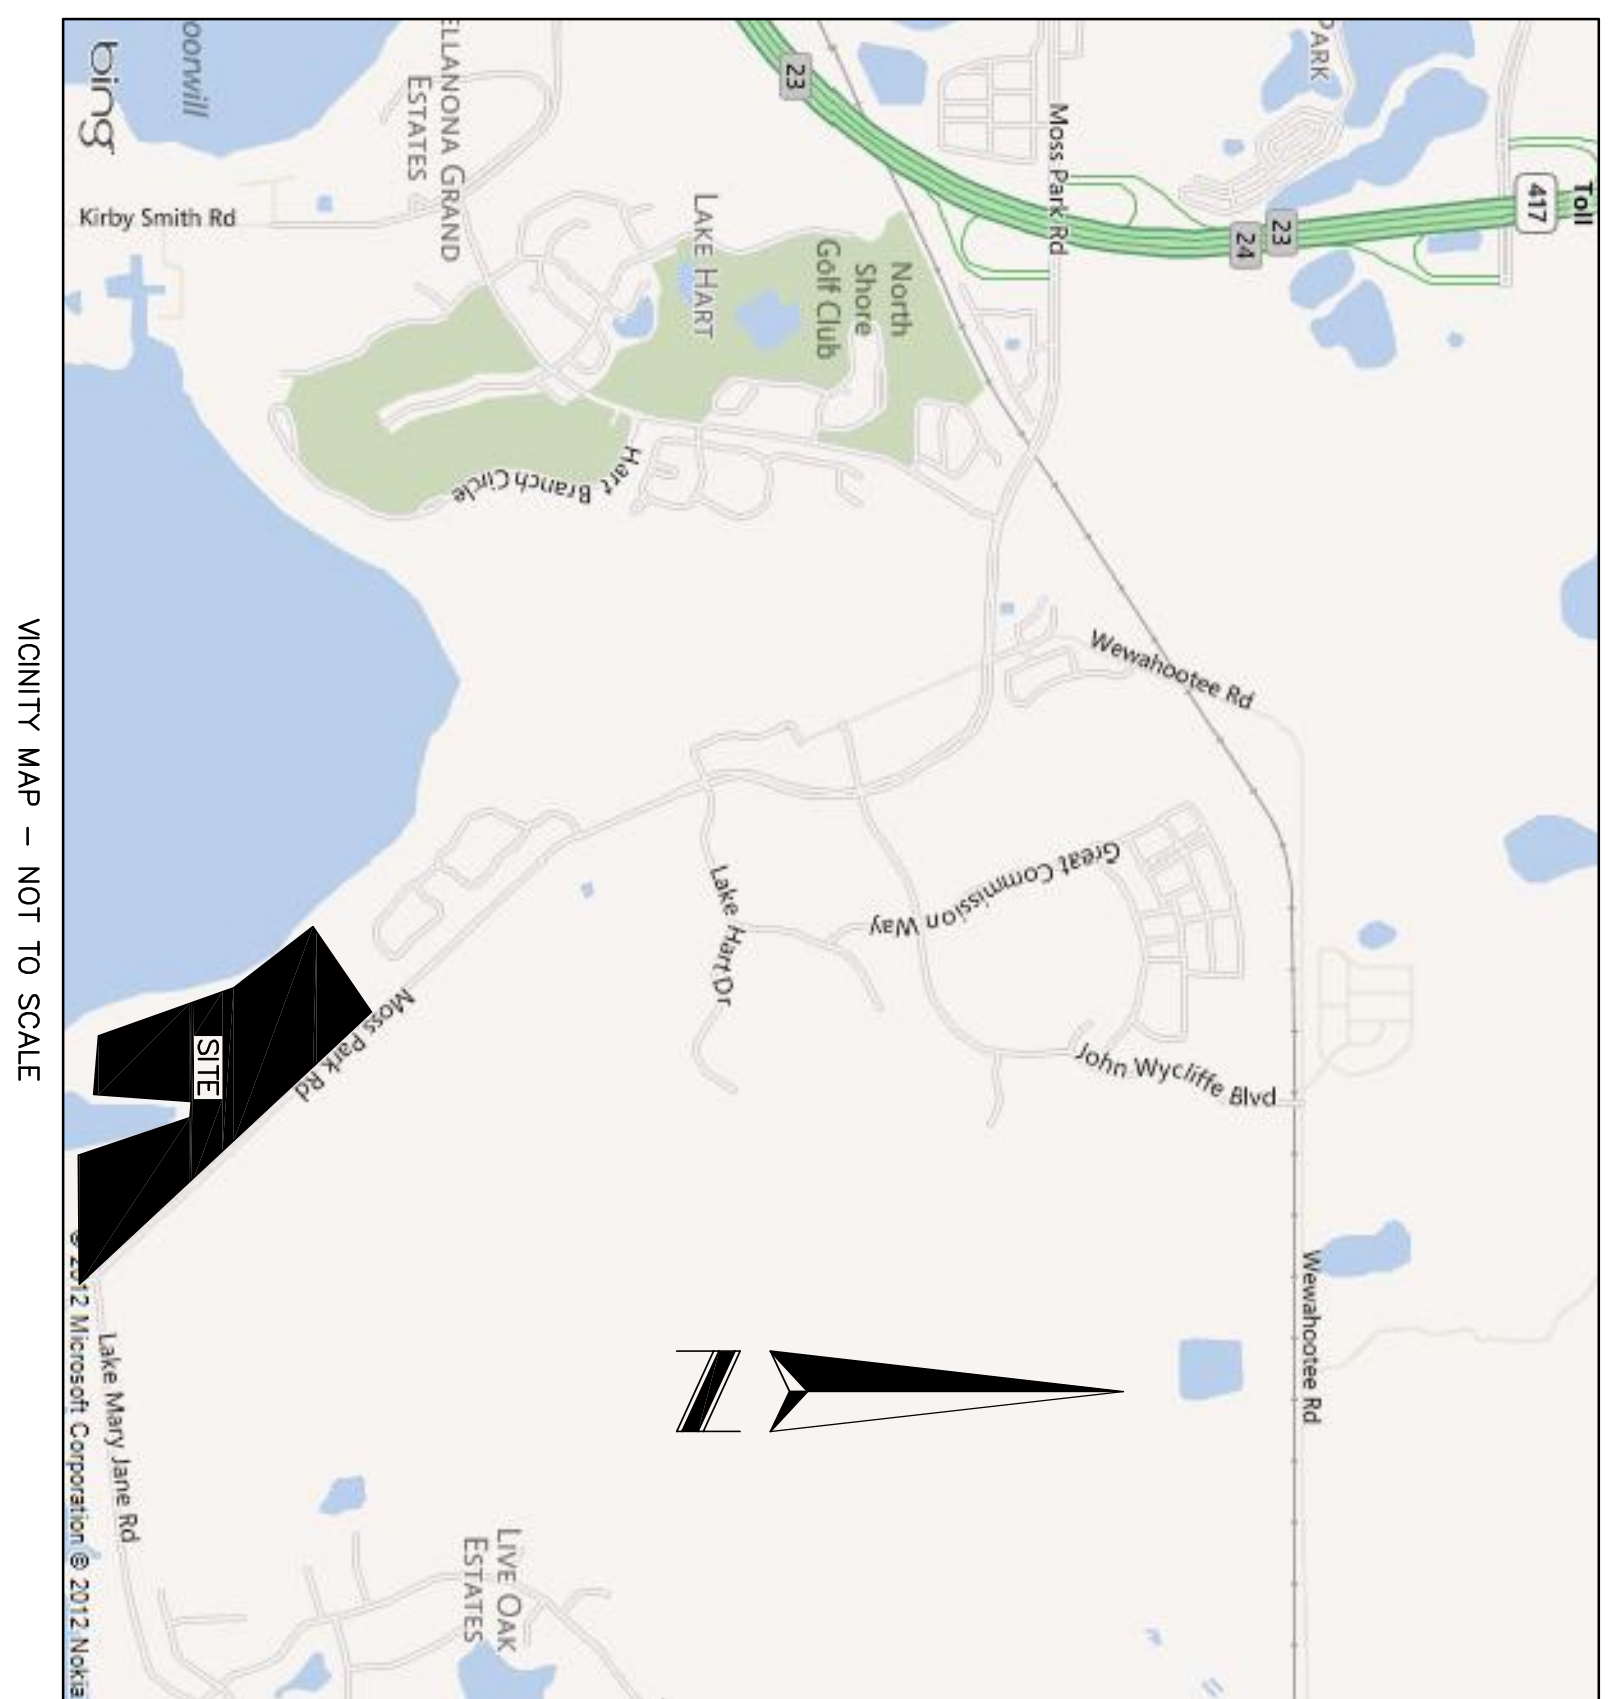 Toll
417
PARK
23
24
23
Moss Park Rd
North
Shore
Golf Club
LAKE HART
ELLANONA GRAND
ESTATES
oorwill
bing
Kirby Smith Rd
Hart Branch Circle
Wewahootee Rd
Great Commission Way
Lake Hart Dr
John Wycliffe Blvd
Moss Park Rd
SITE
Wewahootee Rd
N
Lake Mary Jane Rd
LIVE OAK
ESTATES
© 2012 Microsoft Corporation © 2012 Nokia
VICINITY MAP – NOT TO SCALE